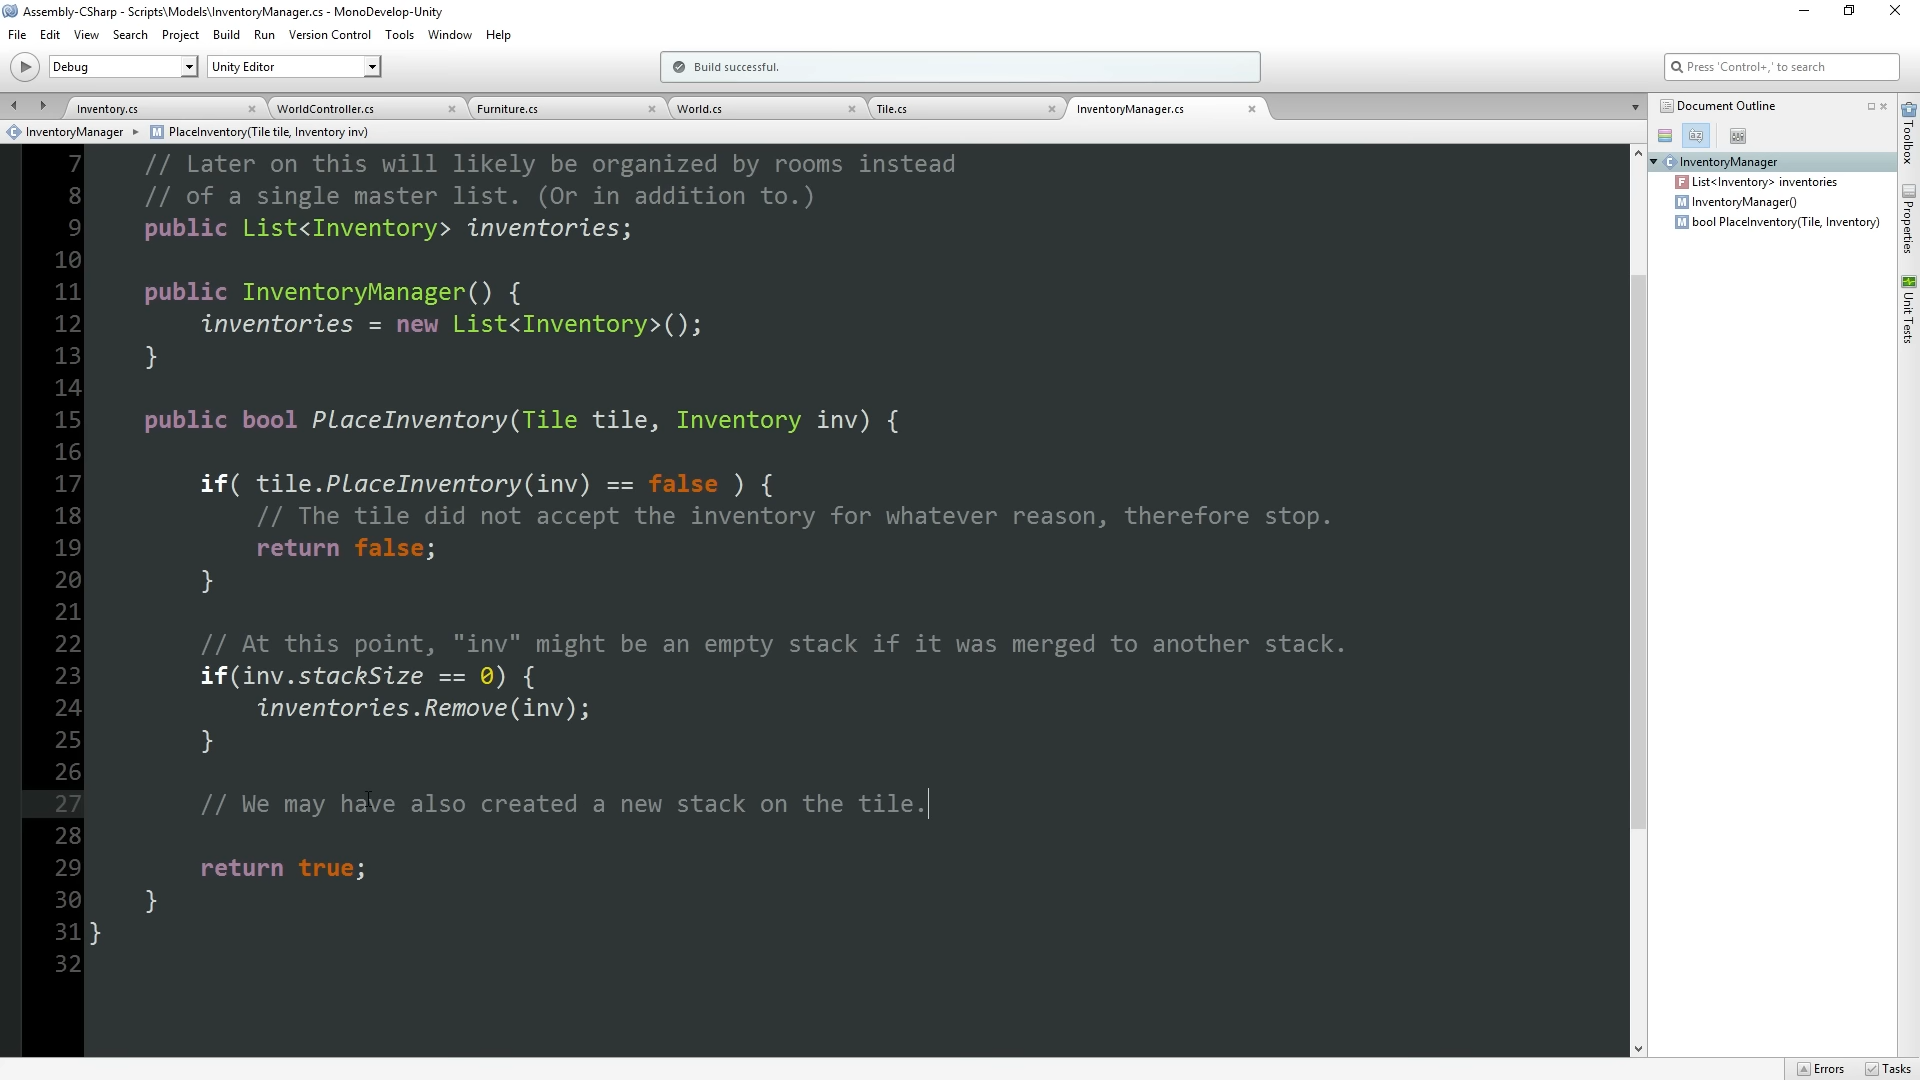 Assembly-CSharp - Scripts\Models\InventoryManager.cs - MonoDevelop-Unity
File Edit View Search Project Build Run Version Control Tools Window Help
Debug Unity Editor Build successful. Press 'Control+,' to search
Inventory.cs WorldController.cs Furniture.cs World.cs Tile.cs InventoryManager.cs
InventoryManager PlaceInventory(Tile tile, Inventory inv)
7 // Later on this will likely be organized by rooms instead
8 // of a single master list. (Or in addition to.)
9 public List<Inventory> inventories;
10
11 public InventoryManager() {
12 inventories = new List<Inventory>();
13 }
14
15 public bool PlaceInventory(Tile tile, Inventory inv) {
16
17 if( tile.PlaceInventory(inv) == false ) {
18 // The tile did not accept the inventory for whatever reason, therefore stop.
19 return false;
20 }
21
22 // At this point, "inv" might be an empty stack if it was merged to another stack.
23 if(inv.stackSize == 0) {
24 inventories.Remove(inv);
25 }
26
27 // We may have also created a new stack on the tile.
28
29 return true;
30 }
31 }
32
Document Outline
InventoryManager
F List<Inventory> inventories
M InventoryManager()
M bool PlaceInventory(Tile, Inventory)
Toolbox
Properties
Unit Tests
Errors Tasks